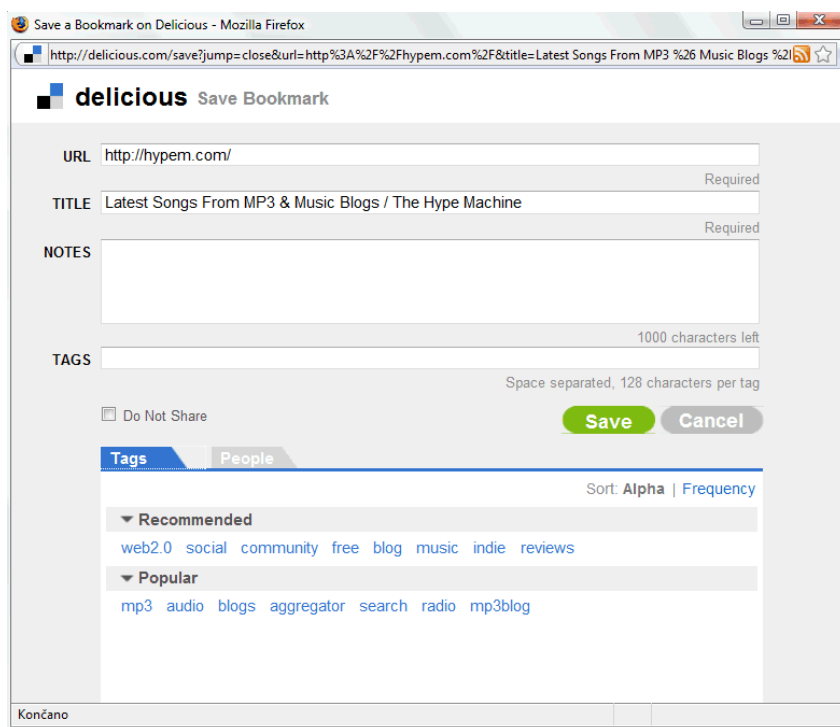 Save a Bookmark on Delicious - Mozilla Firefox
http://delicious.com/save?jump=close&url=http%3A%2F%2Fhypem.com%2F&title=Latest Songs From MP3 %26 Music Blogs %2
delicious Save Bookmark
URL http://hypem.com/
Required
TITLE Latest Songs From MP3 & Music Blogs / The Hype Machine
Required
NOTES
1000 characters left
TAGS
Space separated, 128 characters per tag
Do Not Share Save Cancel
Tags People
Sort: Alpha | Frequency
Recommended
web2.0 social community free blog music indie reviews
Popular
mp3 audio blogs aggregator search radio mp3blog
Končano